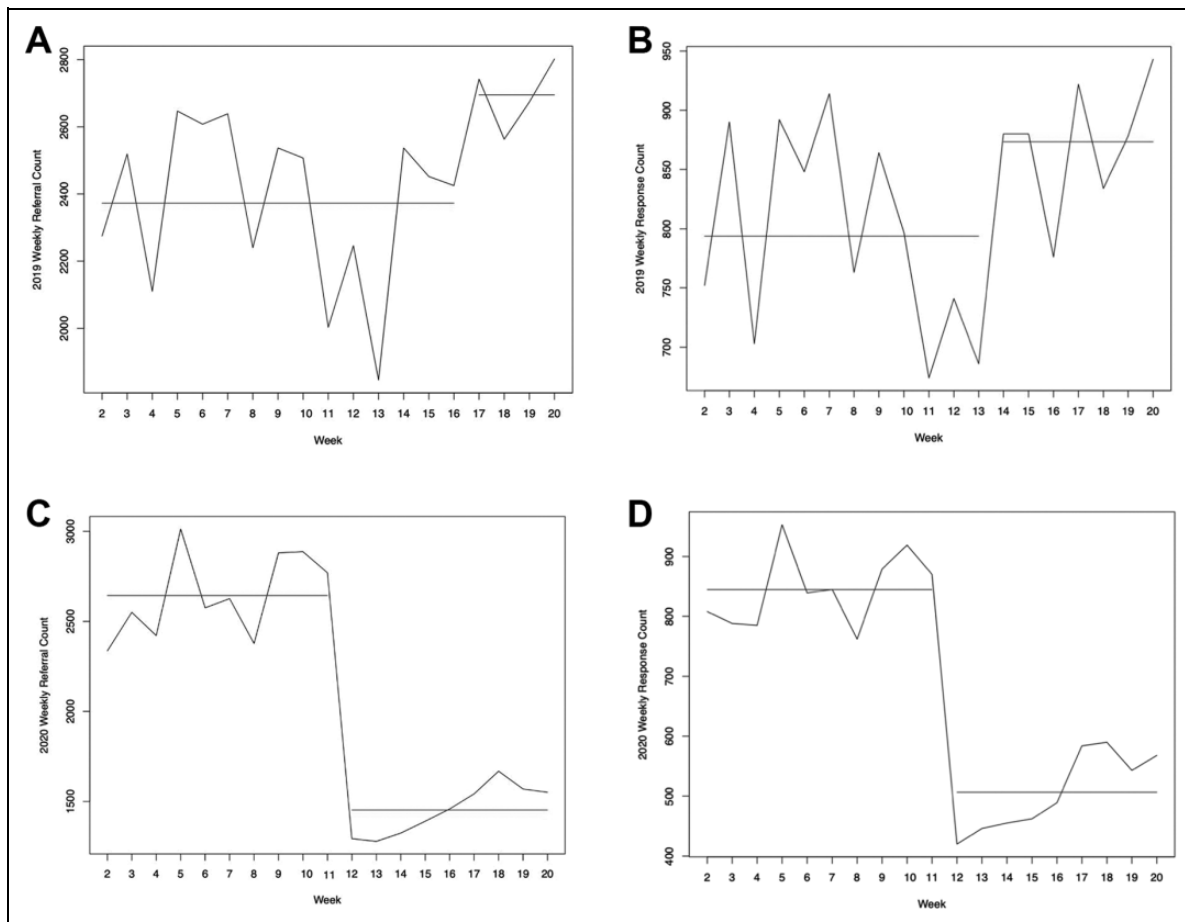 A
2019 Weekly Referral Count
2800
2600
2400
2200
2000
2 3 4 5 6 7 8 9 10 11 12 13 14 15 16 17 18 19 20
Week
B
2019 Weekly Response Count
950
900
850
800
750
700
2 3 4 5 6 7 8 9 10 11 12 13 14 15 16 17 18 19 20
Week
C
2020 Weekly Referral Count
3000
2500
2000
1500
2 3 4 5 6 7 8 9 10 11 12 13 14 15 16 17 18 19 20
Week
D
2020 Weekly Response Count
900
800
700
600
500
400
2 3 4 5 6 7 8 9 10 11 12 13 14 15 16 17 18 19 20
Week